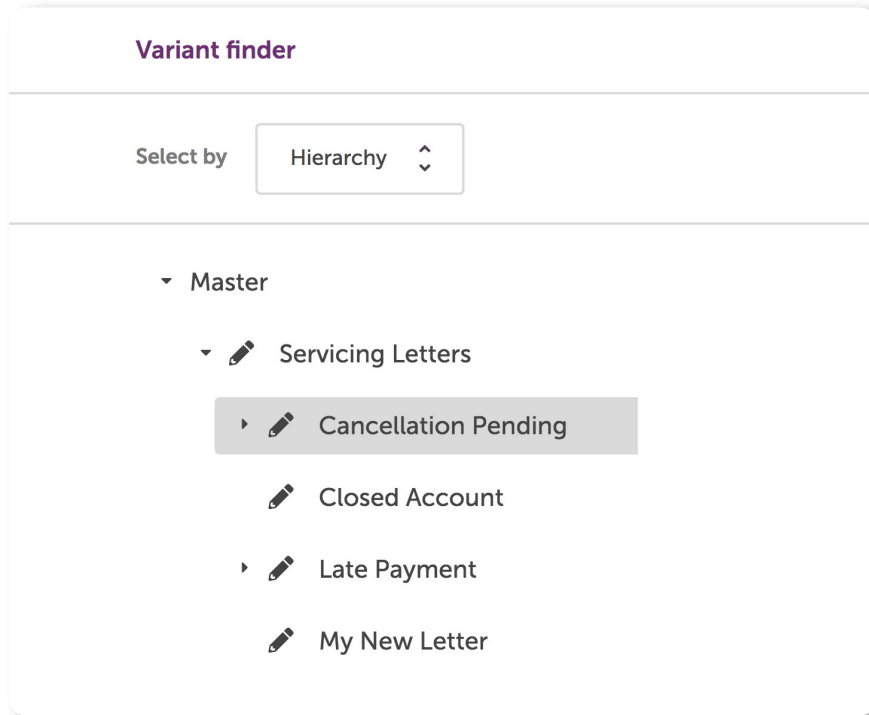 Variant finder
Select by Hierarchy
Master
Servicing Letters
Cancellation Pending
Closed Account
Late Payment
My New Letter